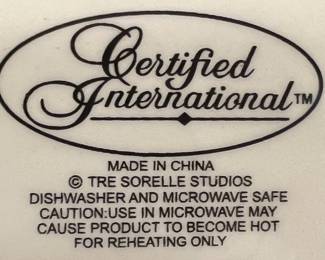 Certified
International™
MADE IN CHINA
© TRE SORELLE STUDIOS
DISHWASHER AND MICROWAVE SAFE
CAUTION:USE IN MICROWAVE MAY
CAUSE PRODUCT TO BECOME HOT
FOR REHEATING ONLY